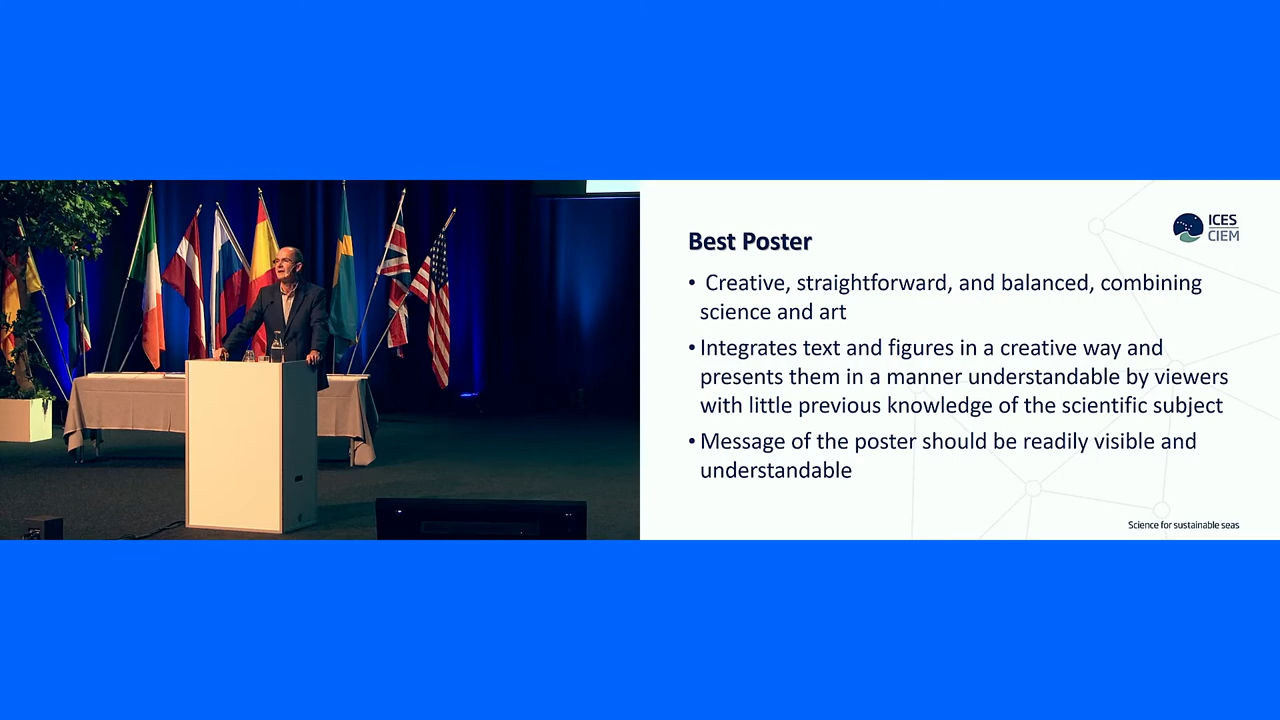 Best Poster
ICES
CIEM
• Creative, straightforward, and balanced, combining
science and art
• Integrates text and figures in a creative way and
presents them in a manner understandable by viewers
with little previous knowledge of the scientific subject
• Message of the poster should be readily visible and
understandable
Science for sustainable seas